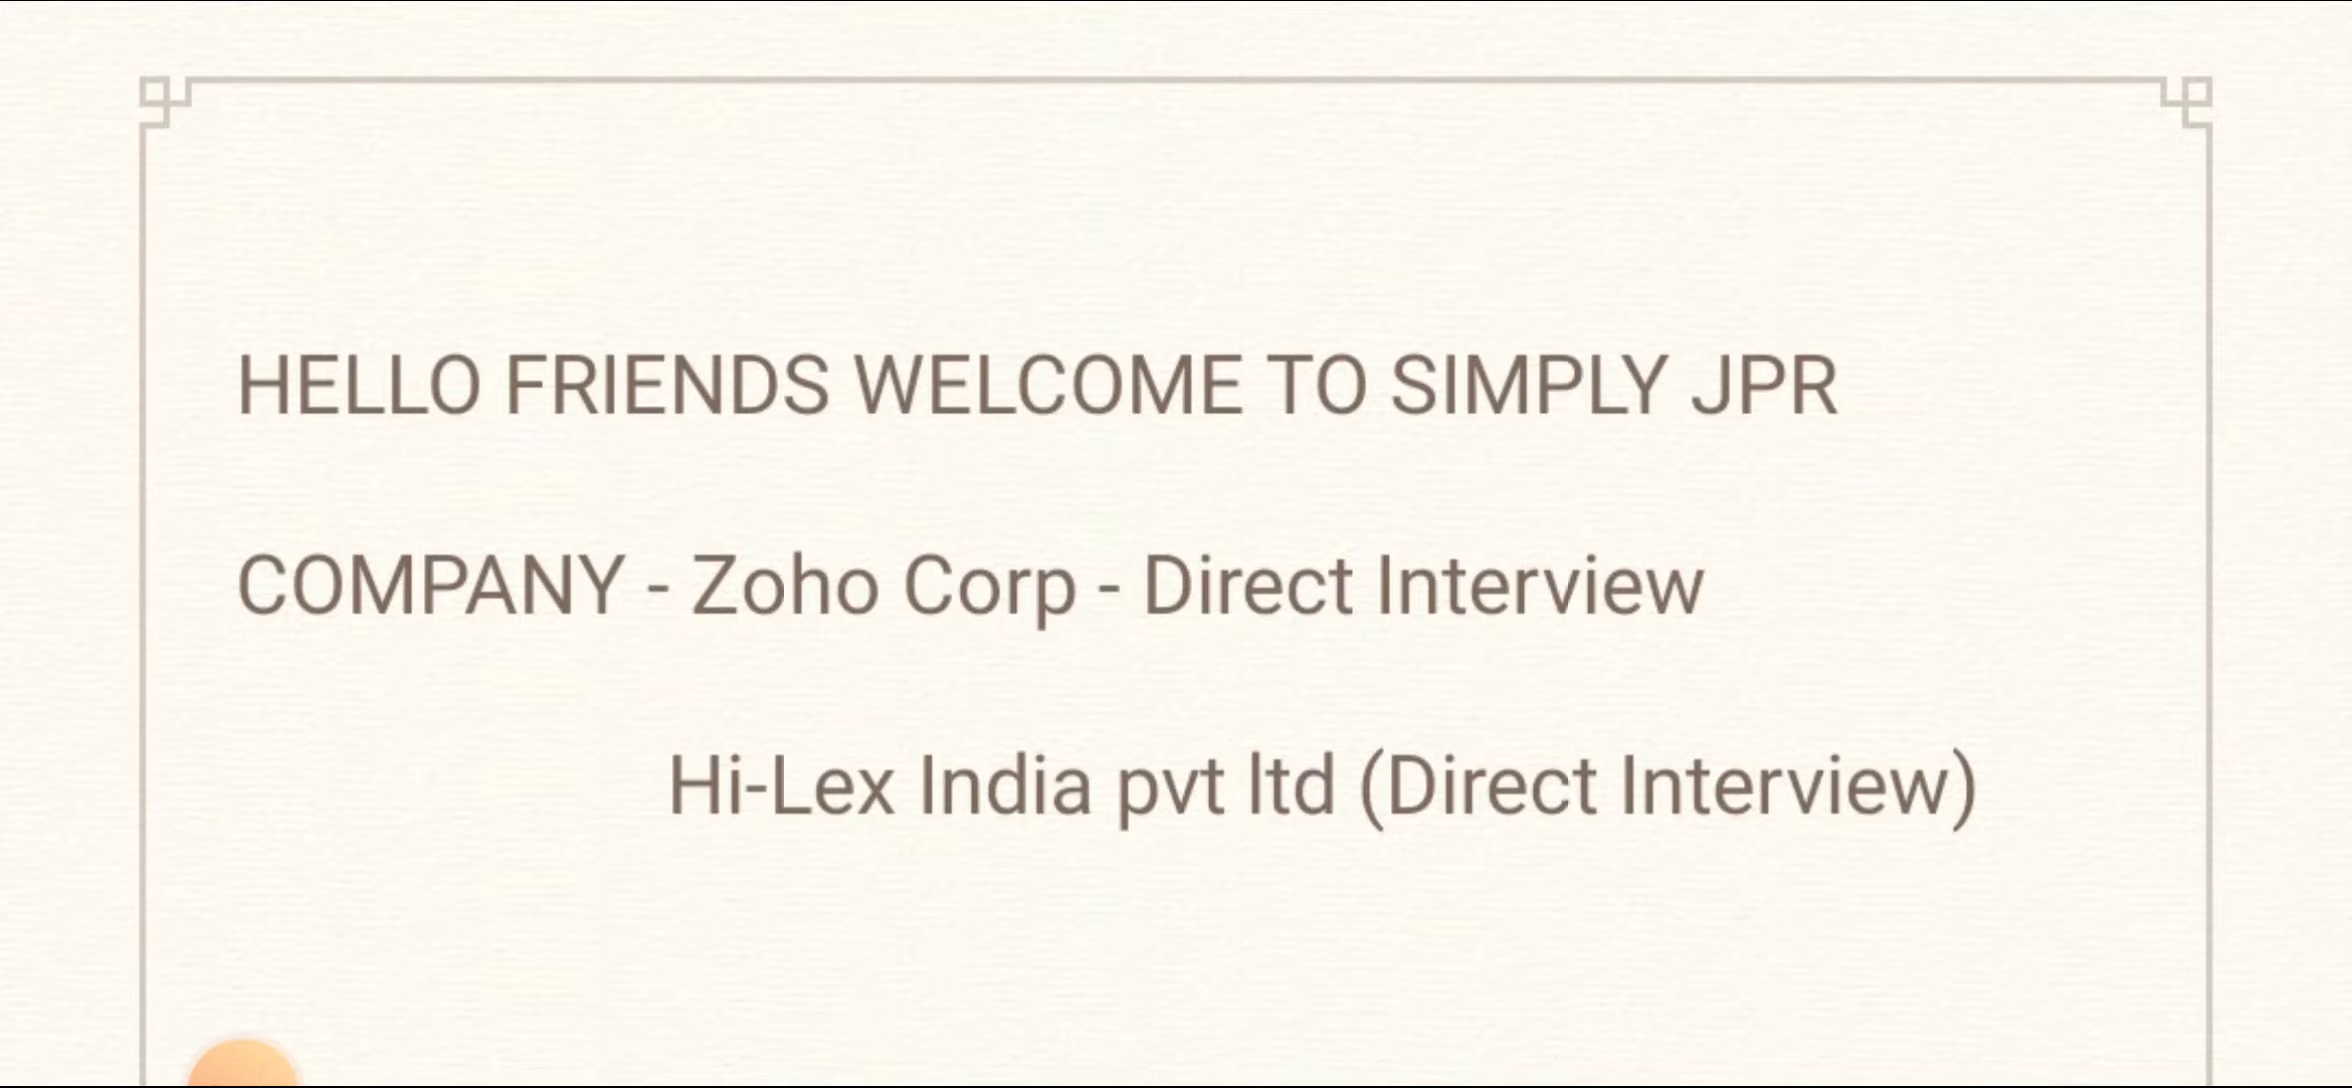 HELLO FRIENDS WELCOME TO SIMPLY JPR
COMPANY - Zoho Corp - Direct Interview
Hi-Lex India pvt ltd (Direct Interview)